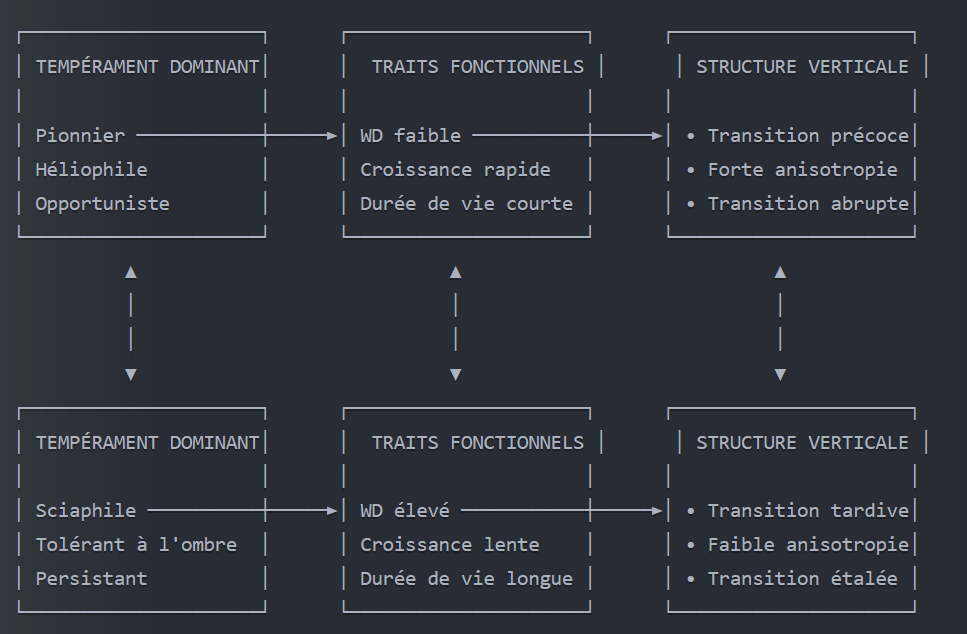 TEMPÉRAMENT DOMINANT
TRAITS FONCTIONNELS
STRUCTURE VERTICALE
Pionnier
WD faible
• Transition précoce
Héliophile
Croissance rapide
• Forte anisotropie
Opportuniste
Durée de vie courte
• Transition abrupte
TEMPÉRAMENT DOMINANT
TRAITS FONCTIONNELS
STRUCTURE VERTICALE
Sciaphile
WD élevé
• Transition tardive
Tolérant à l'ombre
Croissance lente
• Faible anisotropie
Persistant
Durée de vie longue
• Transition étalée